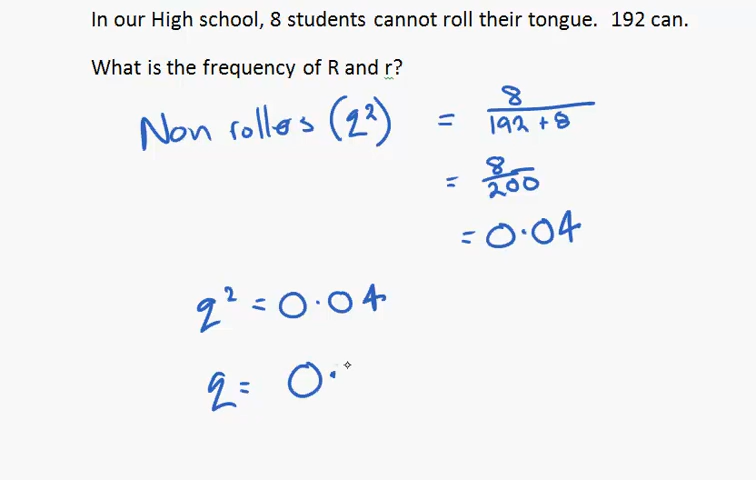 In our High school, 8 students cannot roll their tongue. 192 can.
What is the frequency of R and r?
Non rollers (q²) = 8 / 192 + 8
= 8 / 200
= 0.04
q² = 0.04
q = 0.